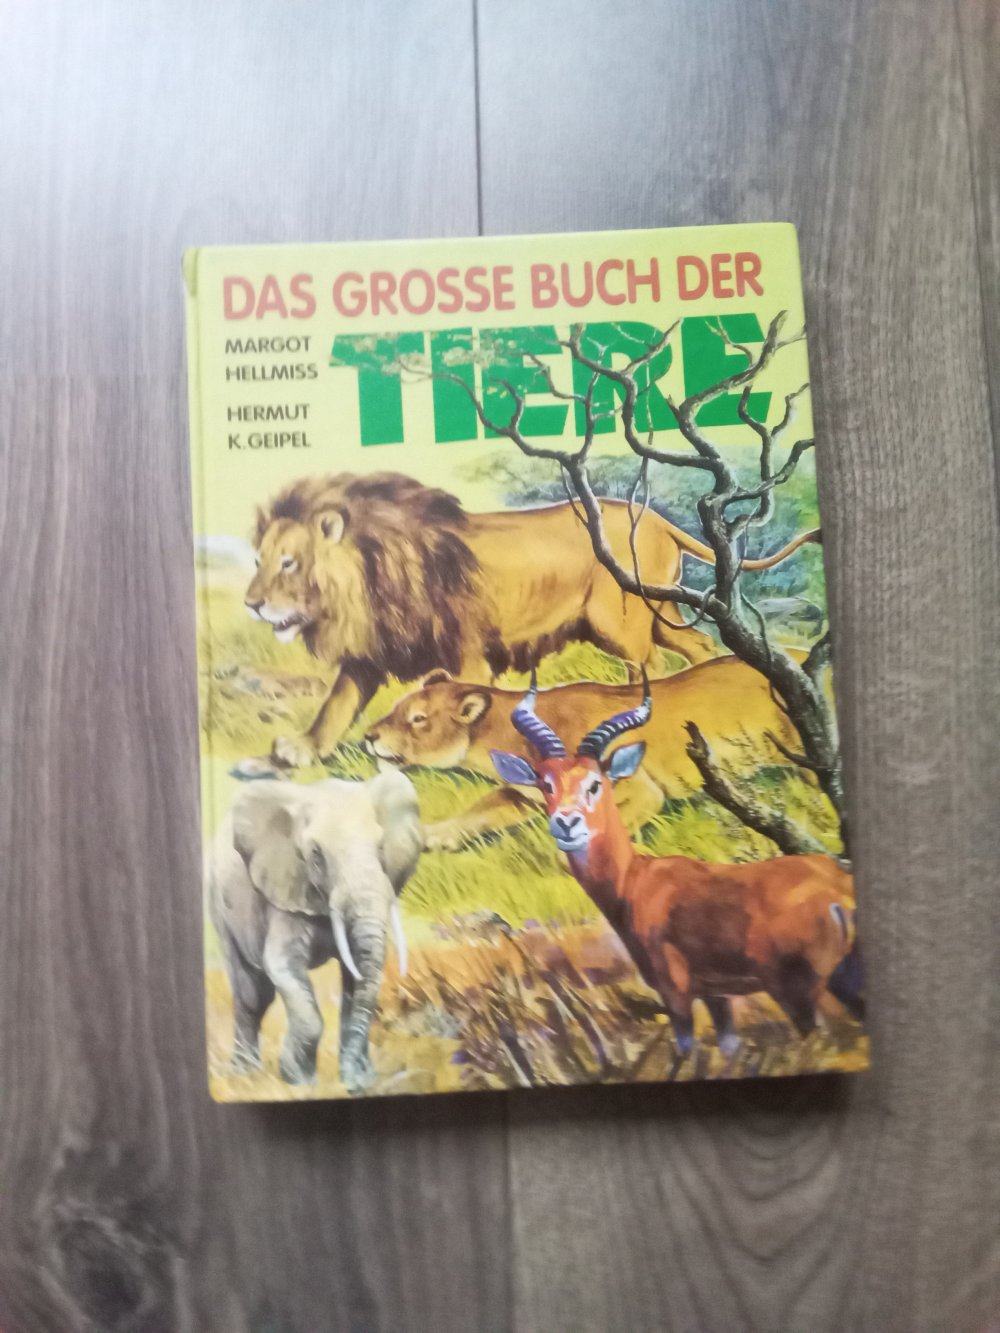 DAS GROSSE BUCH DER
TIERE
MARGOT
HELLMISS
HERMUT
K. GEIPEL